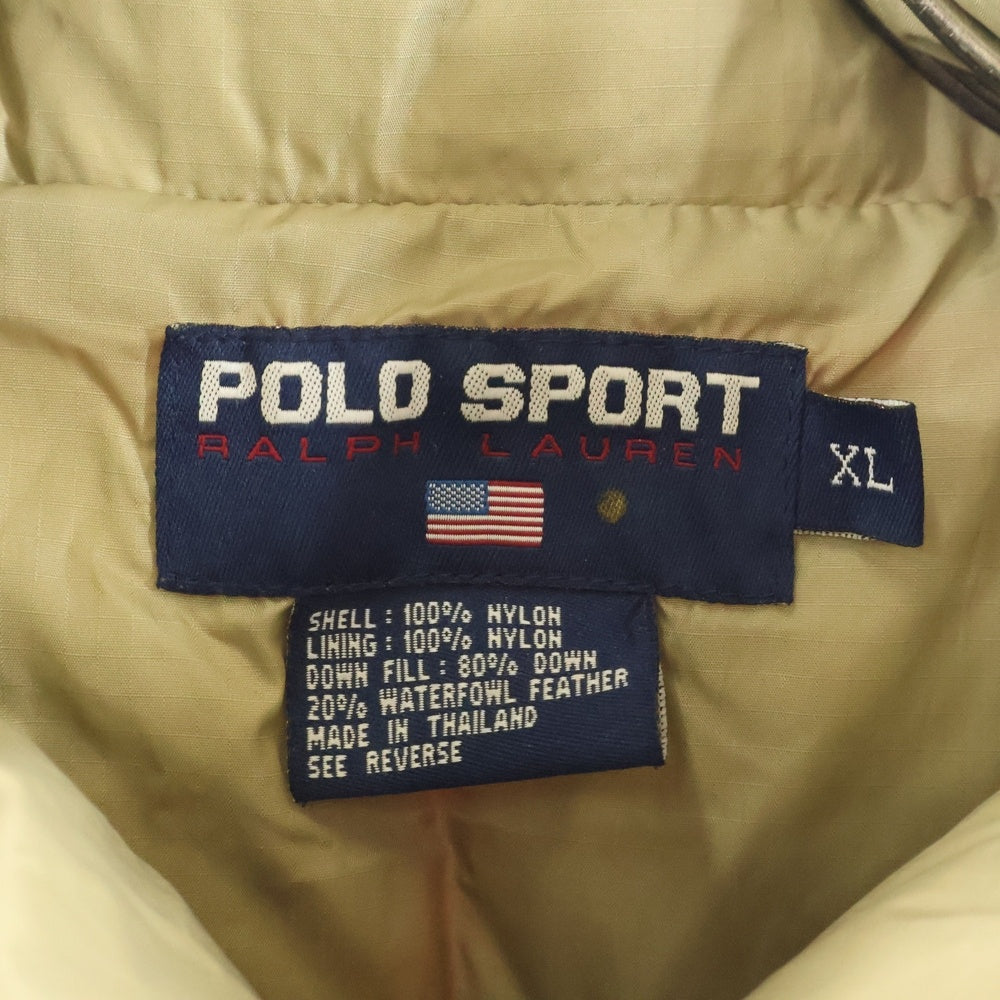 POLO SPORT
RALPH LAUREN
XL
SHELL : 100% NYLON
LINING : 100% NYLON
DOWN FILL : 80% DOWN
20% WATERFOWL FEATHER
MADE IN THAILAND
SEE REVERSE